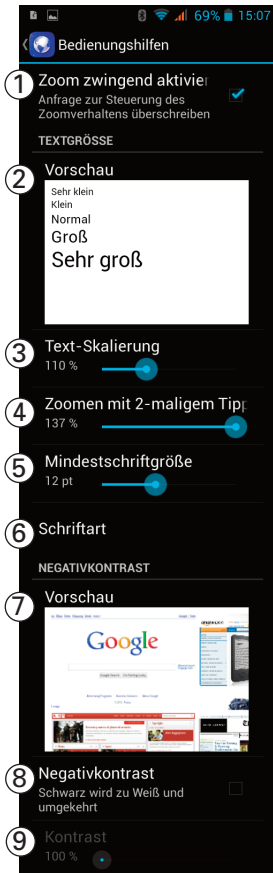 69% 15:07
Bedienungshilfen
1 Zoom zwingend aktivier
Anfrage zur Steuerung des
Zoomverhaltens überschreiben
TEXTGRÖSSE
2 Vorschau
Sehr klein
Klein
Normal
Groß
Sehr groß
3 Text-Skalierung
110 %
4 Zoomen mit 2-maligem Tipp
137 %
5 Mindestschriftgröße
12 pt
6 Schriftart
NEGATIVKONTRAST
7 Vorschau
Google
8 Negativkontrast
Schwarz wird zu Weiß und
umgekehrt
9 Kontrast
100 %